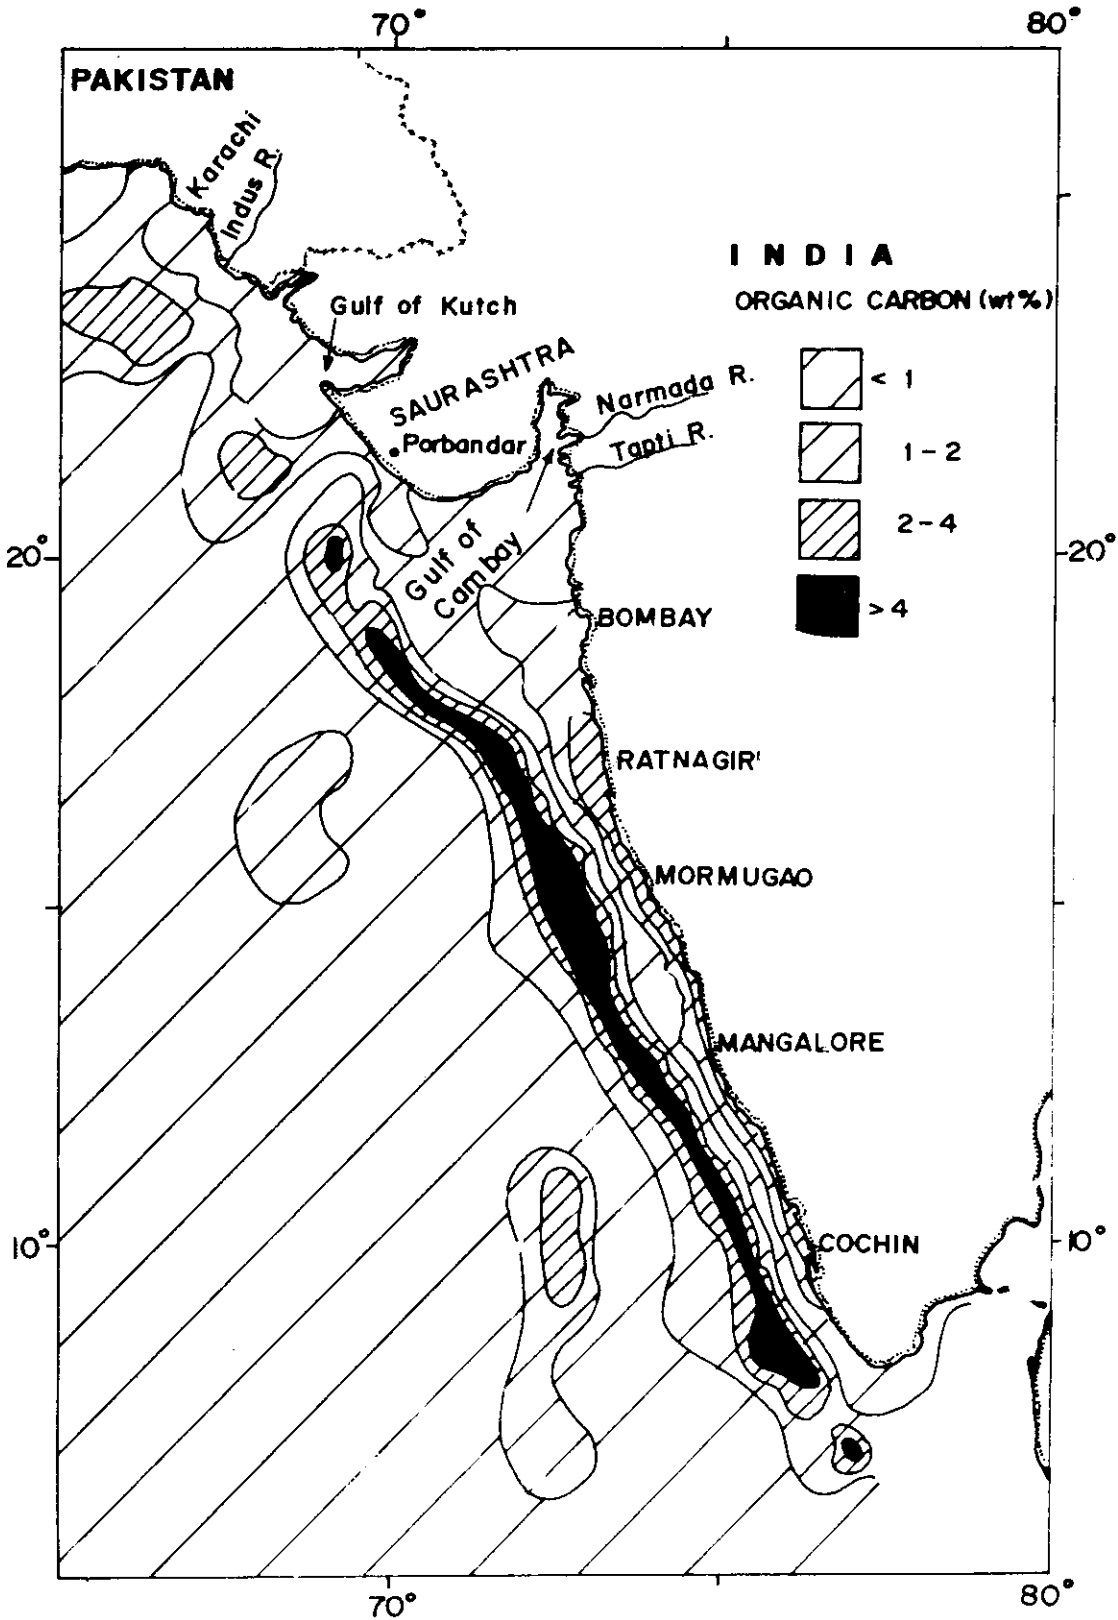 70°
80°
PAKISTAN
Karachi
Indus R.
INDIA
ORGANIC CARBON (wt%)
Gulf of Kutch
SAURASHTRA
Porbandar
Narmada R.
Tapti R.
< 1
1-2
2-4
>4
Gulf of
Cambay
20°
20°
BOMBAY
RATNAGIRI
MORMUGAO
MANGALORE
COCHIN
10°
10°
70°
80°